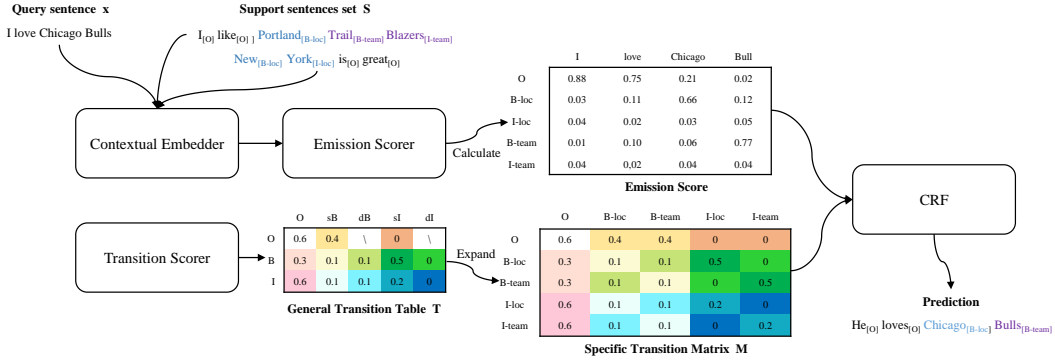 Query sentence x
Support sentences set S
I love Chicago Bulls
I[O] like[O] ] Portland[B-loc] Trail[B-team] Blazers[I-team]
New[B-loc] York[I-loc] is[O] great[O]
Contextual Embedder
Emission Scorer
Calculate
I love Chicago Bull
O 0.88 0.75 0.21 0.02
B-loc 0.03 0.11 0.66 0.12
I-loc 0.04 0.02 0.03 0.05
B-team 0.01 0.10 0.06 0.77
I-team 0.04 0,02 0.04 0.04
Emission Score
CRF
Transition Scorer
O sB dB sI dI
O 0.6 0.4 \ 0 \
B 0.3 0.1 0.1 0.5 0
I 0.6 0.1 0.1 0.2 0
General Transition Table T
Expand
O B-loc B-team I-loc I-team
O 0.6 0.4 0.4 0 0
B-loc 0.3 0.1 0.1 0.5 0
B-team 0.3 0.1 0.1 0 0.5
I-loc 0.6 0.1 0.1 0.2 0
I-team 0.6 0.1 0.1 0 0.2
Specific Transition Matrix M
Prediction
He[O] loves[O] Chicago[B-loc] Bulls[B-team]